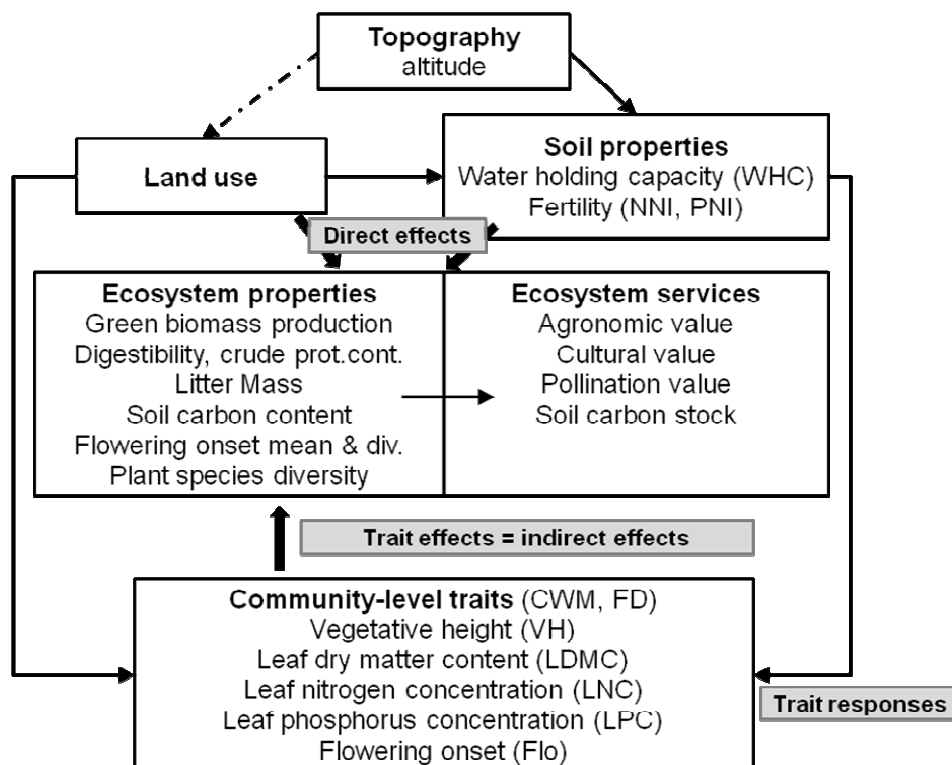 Topography
altitude
Land use
Soil properties
Water holding capacity (WHC)
Fertility (NNI, PNI)
Direct effects
Ecosystem properties
Green biomass production
Digestibility, crude prot.cont.
Litter Mass
Soil carbon content
Flowering onset mean & div.
Plant species diversity
Ecosystem services
Agronomic value
Cultural value
Pollination value
Soil carbon stock
Trait effects = indirect effects
Community-level traits (CWM, FD)
Vegetative height (VH)
Leaf dry matter content (LDMC)
Leaf nitrogen concentration (LNC)
Leaf phosphorus concentration (LPC)
Flowering onset (Flo)
Trait responses